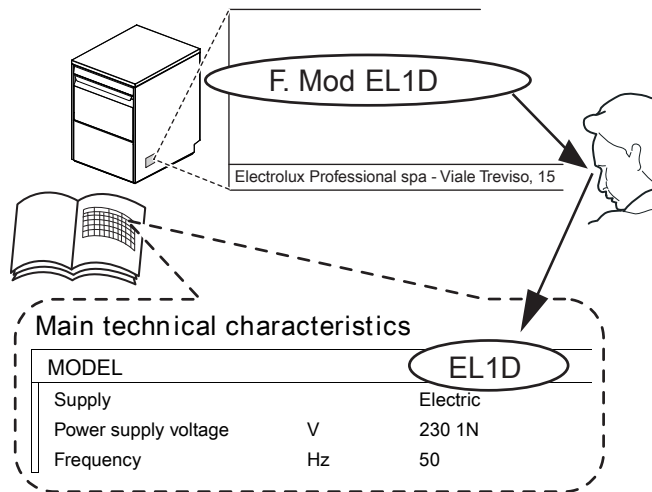 F. Mod EL1D
Electrolux Professional spa - Viale Treviso, 15
Main technical characteristics
MODEL EL1D
Supply Electric
Power supply voltage V 230 1N
Frequency Hz 50